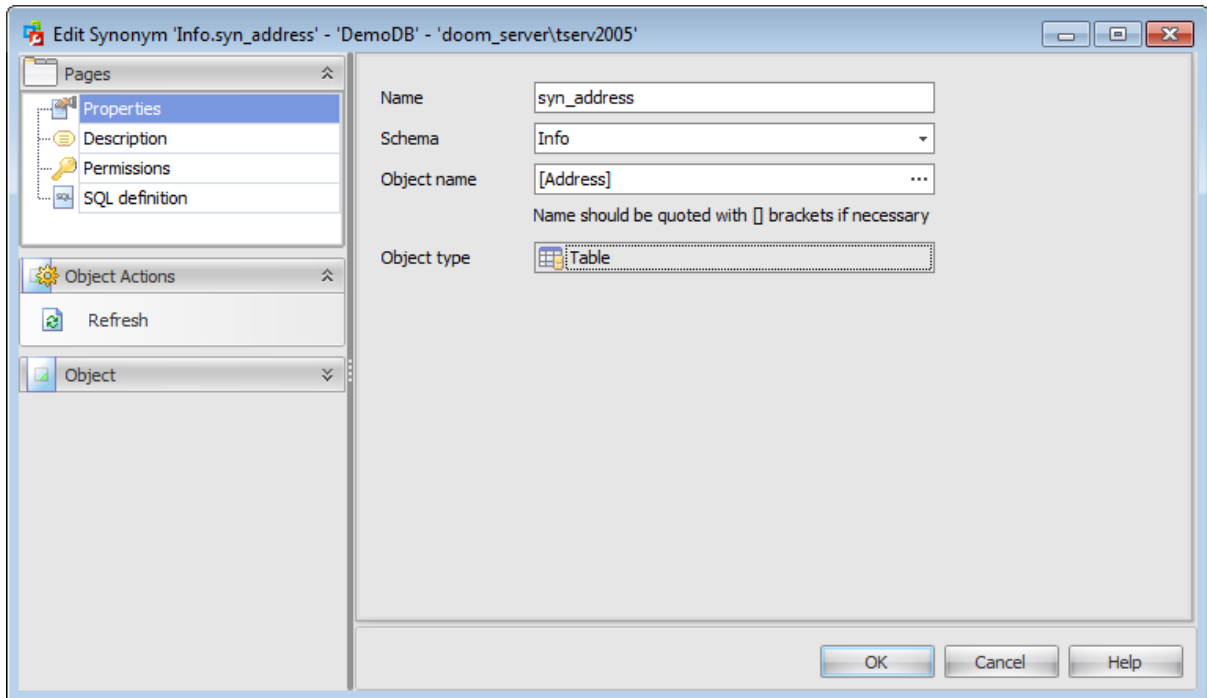 Edit Synonym 'Info.syn_address' - 'DemoDB' - 'doom_server\tserv2005'
Pages
Properties
Description
Permissions
SQL
SQL definition
Object Actions
Refresh
Object
Name
syn_address
Schema
Info
Object name
[Address]
...
Name should be quoted with [] brackets if necessary
Object type
Table
OK
Cancel
Help